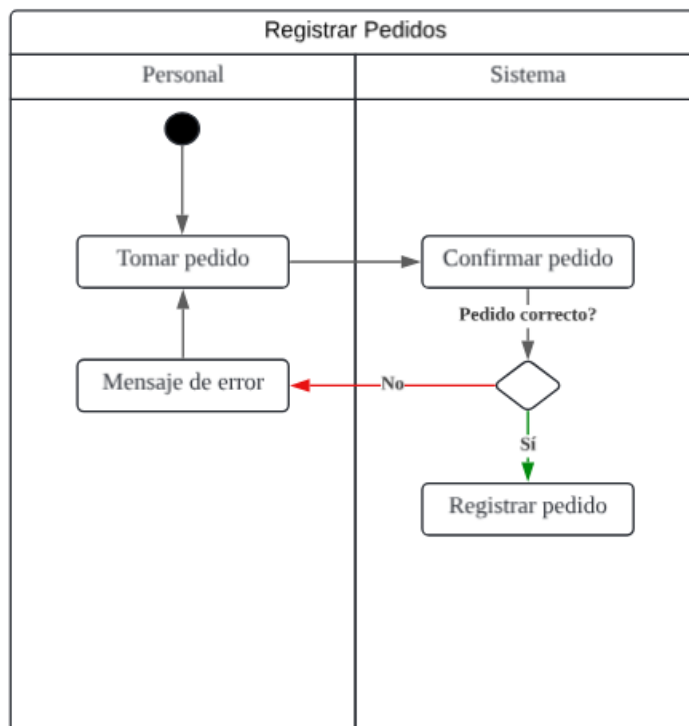 Registrar Pedidos
Personal
Sistema
Tomar pedido
Confirmar pedido
Pedido correcto?
Mensaje de error
No
Sí
Registrar pedido